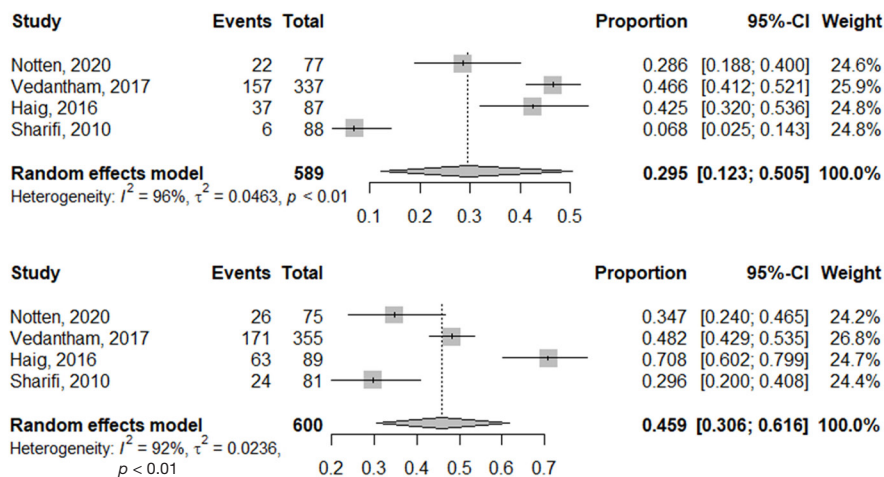 Study Events Total Proportion 95%-CI Weight
Notten, 2020 22 77 0.286 [0.188; 0.400] 24.6%
Vedantham, 2017 157 337 0.466 [0.412; 0.521] 25.9%
Haig, 2016 37 87 0.425 [0.320; 0.536] 24.8%
Sharifi, 2010 6 88 0.068 [0.025; 0.143] 24.8%
Random effects model 589 0.295 [0.123; 0.505] 100.0%
Heterogeneity: I² = 96%, τ² = 0.0463, p < 0.01
0.1 0.2 0.3 0.4 0.5
Study Events Total Proportion 95%-CI Weight
Notten, 2020 26 75 0.347 [0.240; 0.465] 24.2%
Vedantham, 2017 171 355 0.482 [0.429; 0.535] 26.8%
Haig, 2016 63 89 0.708 [0.602; 0.799] 24.7%
Sharifi, 2010 24 81 0.296 [0.200; 0.408] 24.4%
Random effects model 600 0.459 [0.306; 0.616] 100.0%
Heterogeneity: I² = 92%, τ² = 0.0236,
p < 0.01
0.2 0.3 0.4 0.5 0.6 0.7